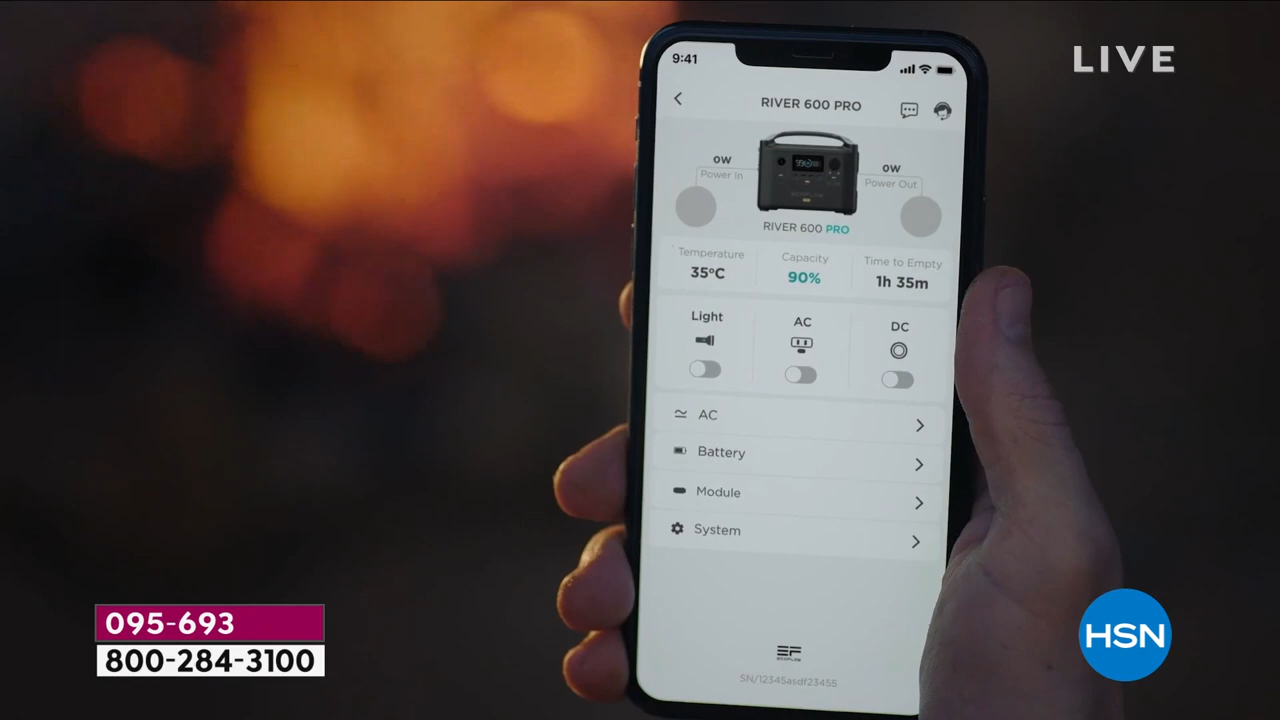 LIVE
9:41
RIVER 600 PRO
0W
Power In
0W
Power Out
RIVER 600 PRO
Temperature
Capacity
Time to Empty
35°C
90%
1h 35m
Light
AC
DC
AC
Battery
Module
System
EF
ECOFLOW
SN/12345asdf23455
095-693
800-284-3100
HSN